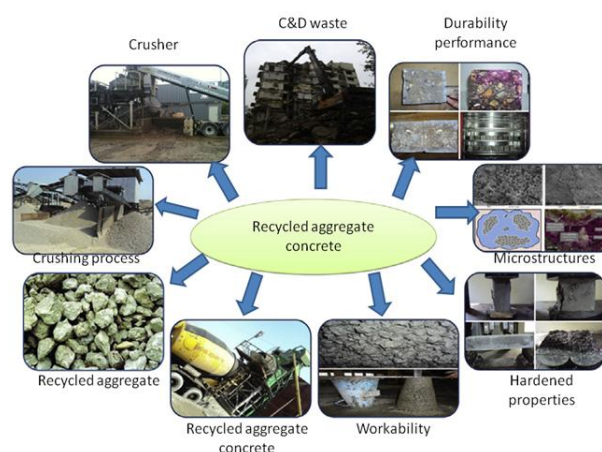 C&D waste
Durability
performance
Crusher
Recycled aggregate
concrete
Crushing process
Microstructures
Recycled aggregate
Hardened
properties
Recycled aggregate
concrete
Workability